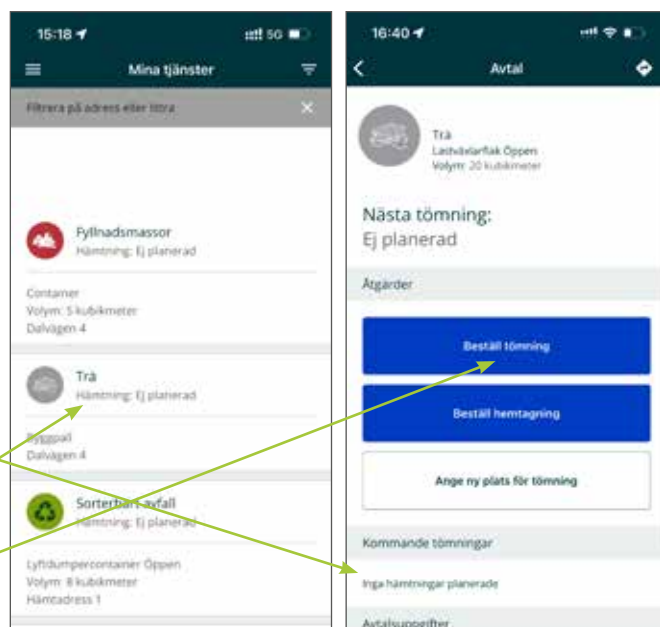 15:18
5G
Mina tjänster
Filtrera på adress eller littra
Fyllnadsmassor
Hämtning: Ej planerad
Container
Volym: 5 kubikmeter
Dalvägen 4
Trä
Hämtning: Ej planerad
Byggpall
Dalvägen 4
Sorterbart avfall
Hämtning: Ej planerad
Lyftdumpercontainer Öppen
Volym: 8 kubikmeter
Hämtadress 1
16:40
Avtal
Trä
Lastväxlarflak Öppen
Volym: 20 kubikmeter
Nästa tömning:
Ej planerad
Åtgärder
Beställ tömning
Beställ hemtagning
Ange ny plats för tömning
Kommande tömningar
Inga hämtningar planerade
Avtalsuppgifter